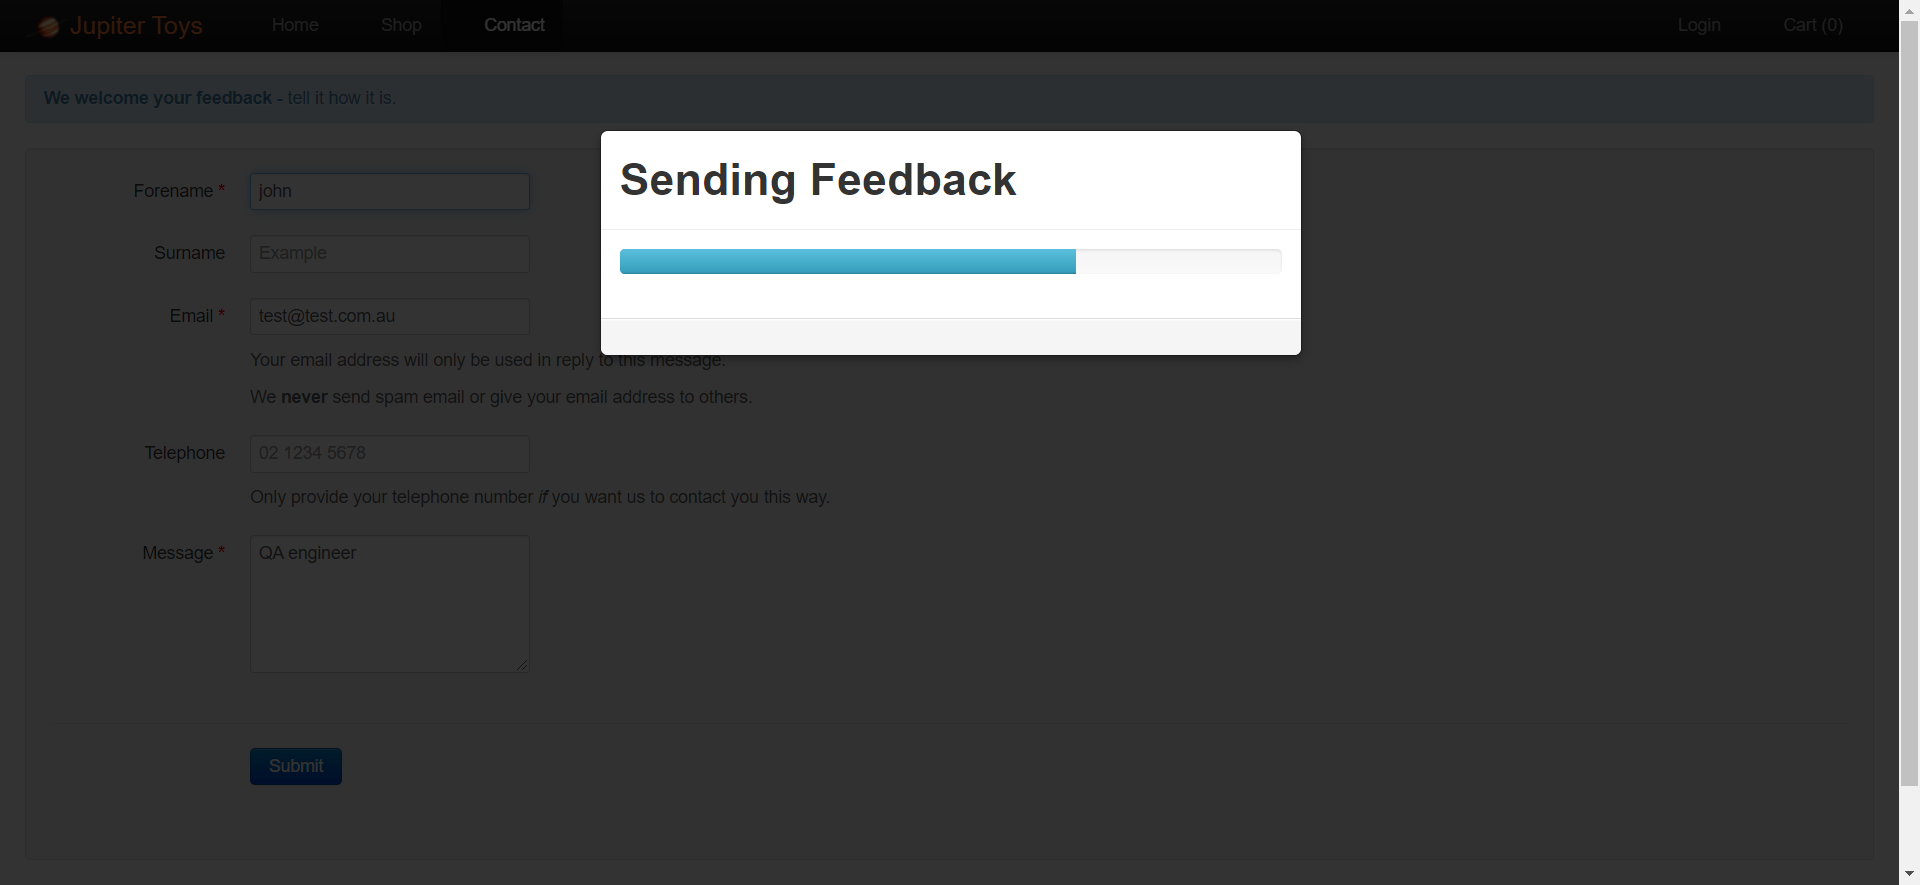 Jupiter Toys Home Shop Contact Login Cart (0)
We welcome your feedback - tell it how it is.
Sending Feedback
Forename * john
Surname Example
Email * test@test.com.au
Your email address will only be used in reply to this message.
We never send spam email or give your email address to others.
Telephone 02 1234 5678
Only provide your telephone number if you want us to contact you this way.
Message * QA engineer
Submit